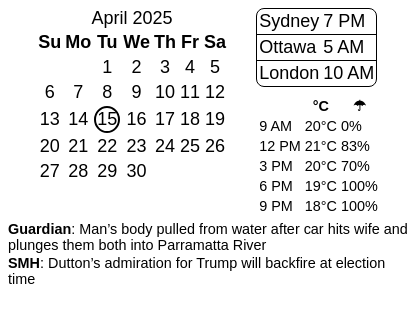 April 2025
Su Mo Tu We Th Fr Sa
1 2 3 4 5
6 7 8 9 10 11 12
13 14 15 16 17 18 19
20 21 22 23 24 25 26
27 28 29 30
Sydney 7 PM
Ottawa 5 AM
London 10 AM
°C ☂
9 AM 20°C 0%
12 PM 21°C 83%
3 PM 20°C 70%
6 PM 19°C 100%
9 PM 18°C 100%
Guardian: Man’s body pulled from water after car hits wife and
plunges them both into Parramatta River
SMH: Dutton’s admiration for Trump will backfire at election
time